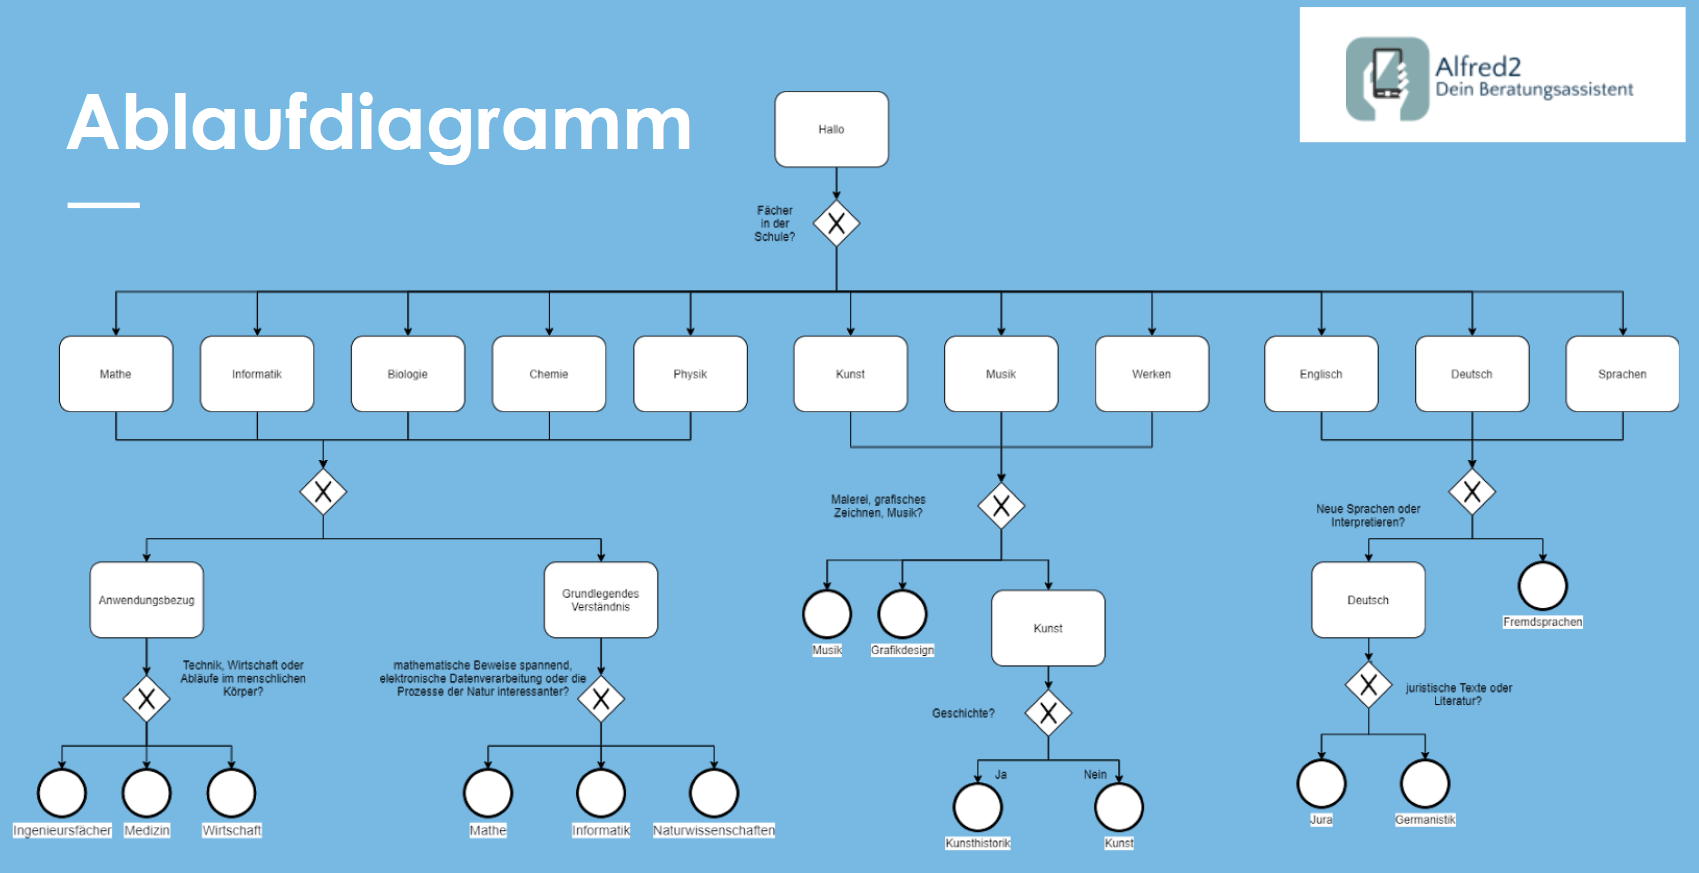 Ablaufdiagramm
Alfred2
Dein Beratungsassistent
Hallo
Fächer
in der
Schule?
X
Mathe
Informatik
Biologie
Chemie
Physik
Kunst
Musik
Werken
Englisch
Deutsch
Sprachen
X
Malerei, grafisches
Zeichnen, Musik?
X
Neue Sprachen oder
Interpretieren?
X
Anwendungsbezug
Grundlegendes
Verständnis
Musik
Grafikdesign
Kunst
Deutsch
Fremdsprachen
Technik, Wirtschaft oder
Abläufe im menschlichen
Körper?
X
mathematische Beweise spannend,
elektronische Datenverarbeitung oder die
Prozesse der Natur interessanter?
X
Geschichte?
X
juristische Texte oder
Literatur?
X
Ingenieursfächer
Medizin
Wirtschaft
Mathe
Informatik
Naturwissenschaften
Ja
Nein
Kunsthistorik
Kunst
Jura
Germanistik